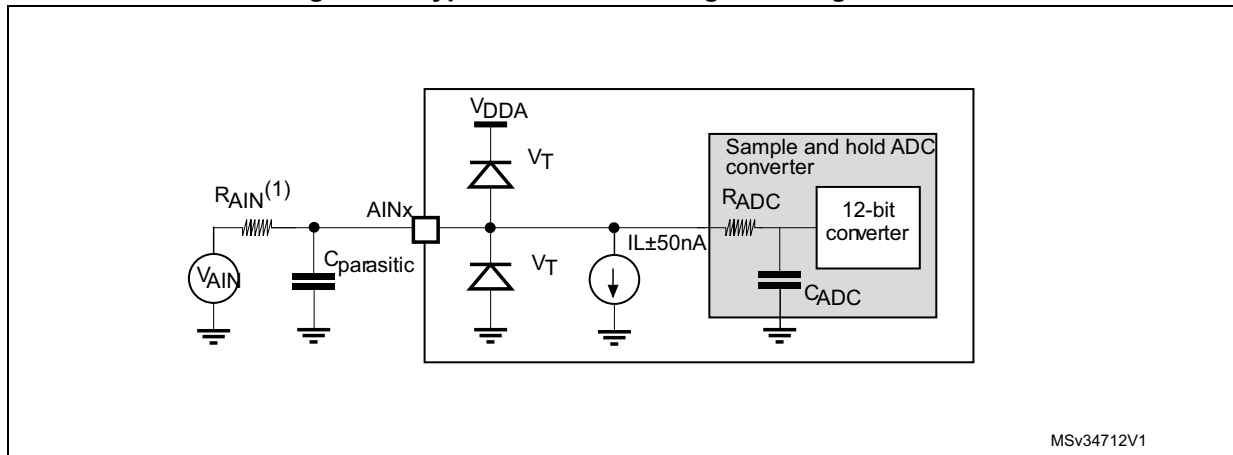 VDDA
VT
Sample and hold ADC
converter
RAIN(1)
AINx
RADC
12-bit
converter
IL±50nA
VAIN
Cparasitic
VT
CADC
MSv34712V1